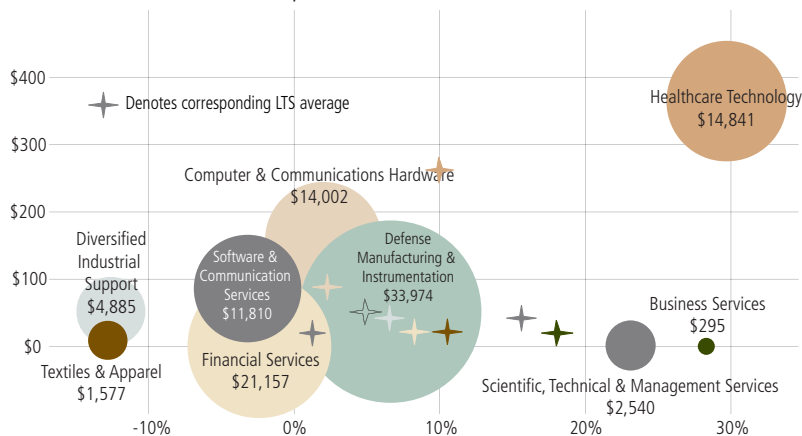 $400
Denotes corresponding LTS average
Healthcare Technology
$14,841
$300
Computer & Communications Hardware
$14,002
$200
Diversified
Industrial
Support
$4,885
Software &
Communication
Services
$11,810
Defense
Manufacturing &
Instrumentation
$33,974
$100
Business Services
$295
$0
Textiles & Apparel
$1,577
Financial Services
$21,157
Scientific, Technical & Management Services
$2,540
-10%
0%
10%
20%
30%